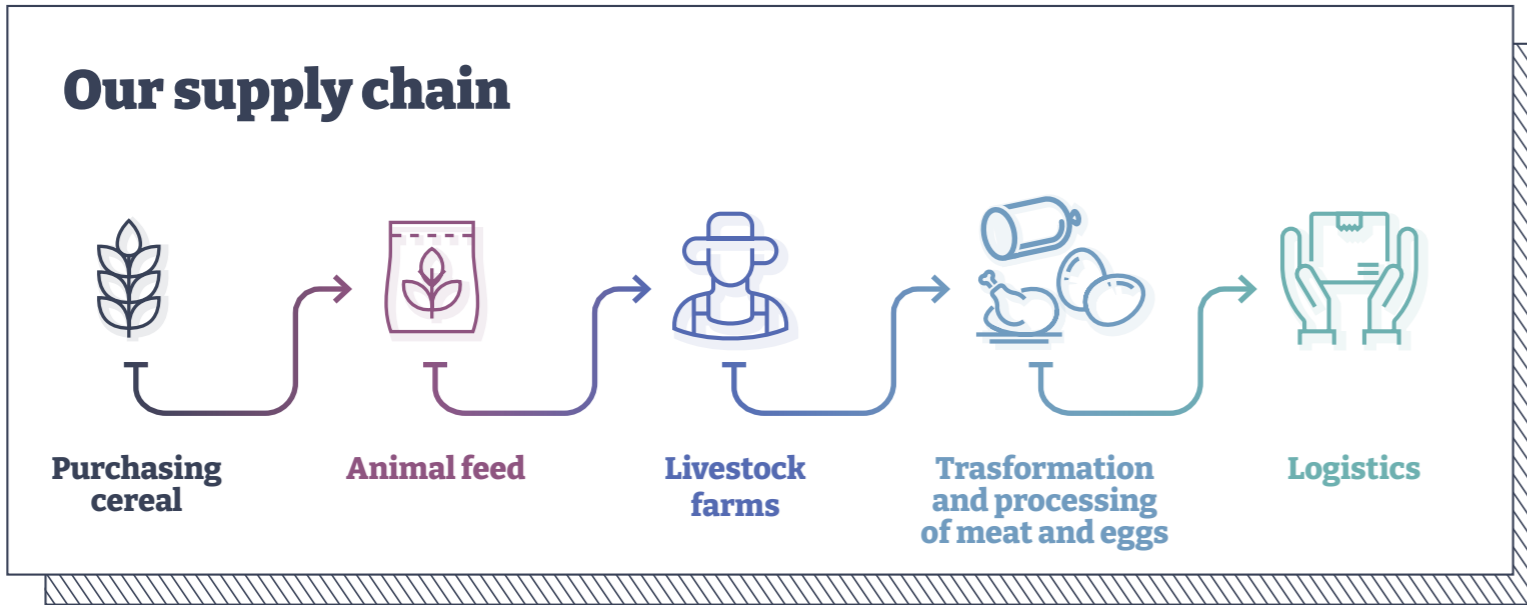 Our supply chain
Purchasing
cereal
Animal feed
Livestock
farms
Trasformation
and processing
of meat and eggs
Logistics